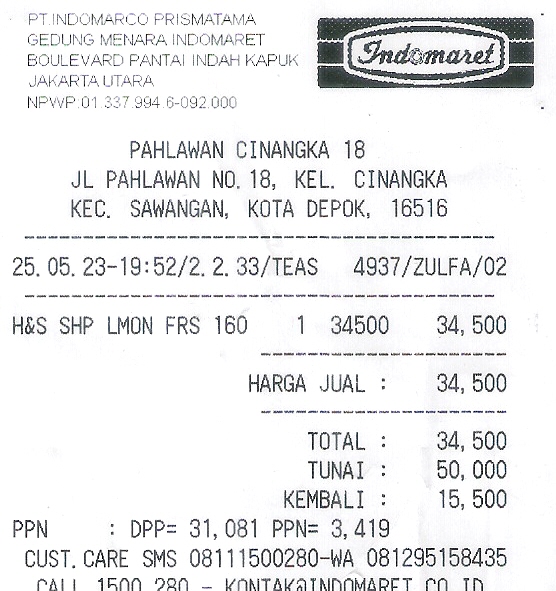 PT.INDOMARCO PRISMATAMA
GEDUNG MENARA INDOMARET
BOULEVARD PANTAI INDAH KAPUK
JAKARTA UTARA
NPWP:01.337.994.6-092.000
Indomaret
PAHLAWAN CINANGKA 18
JL PAHLAWAN NO.18, KEL. CINANGKA
KEC. SAWANGAN, KOTA DEPOK, 16516
25.05.23-19:52/2.2.33/TEAS 4937/ZULFA/02
H&S SHP LMON FRS 160 1 34500 34,500
HARGA JUAL : 34,500
TOTAL : 34,500
TUNAI : 50,000
KEMBALI : 15,500
PPN : DPP= 31,081 PPN= 3,419
CUST.CARE SMS 08111500280-WA 081295158435
CALL 1500 280 - KONTAK@INDOMARET.CO.ID